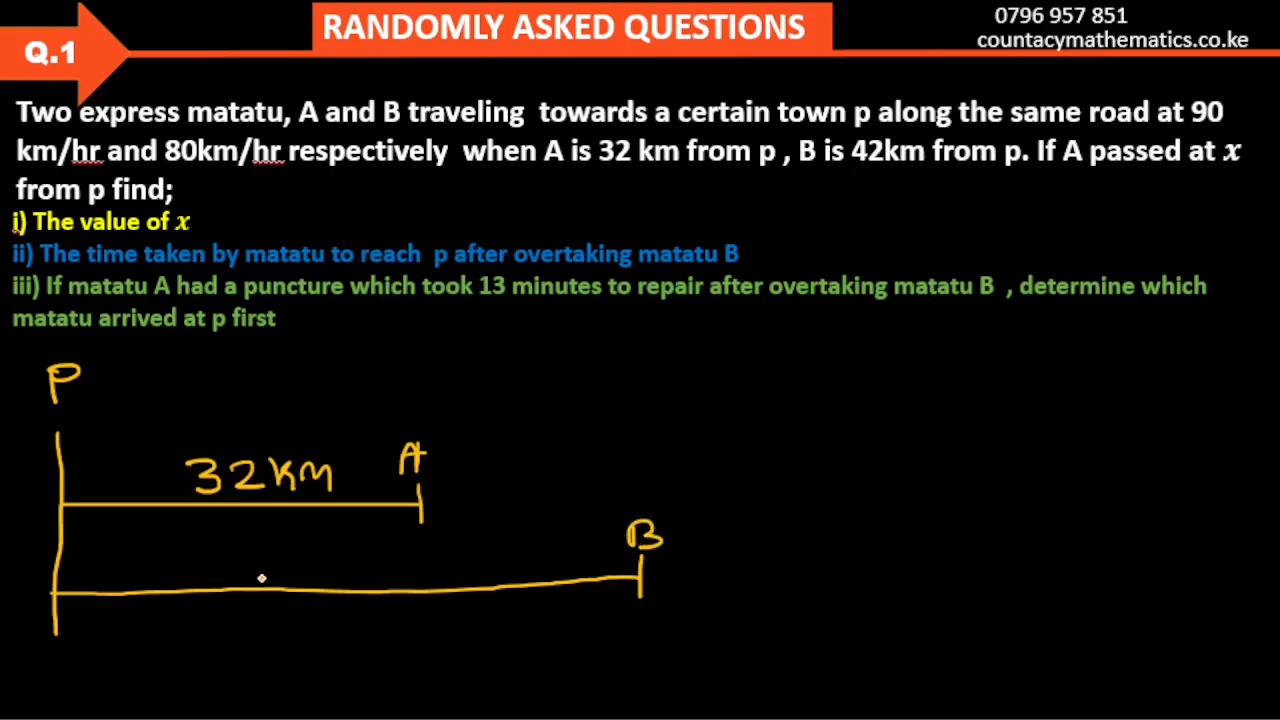 RANDOMLY ASKED QUESTIONS
0796 957 851
countacymathematics.co.ke
Q.1
Two express matatu, A and B traveling towards a certain town p along the same road at 90
km/hr and 80km/hr respectively when A is 32 km from p , B is 42km from p. If A passed at x
from p find;
i) The value of x
ii) The time taken by matatu to reach p after overtaking matatu B
iii) If matatu A had a puncture which took 13 minutes to repair after overtaking matatu B , determine which
matatu arrived at p first
P
32KM A
B